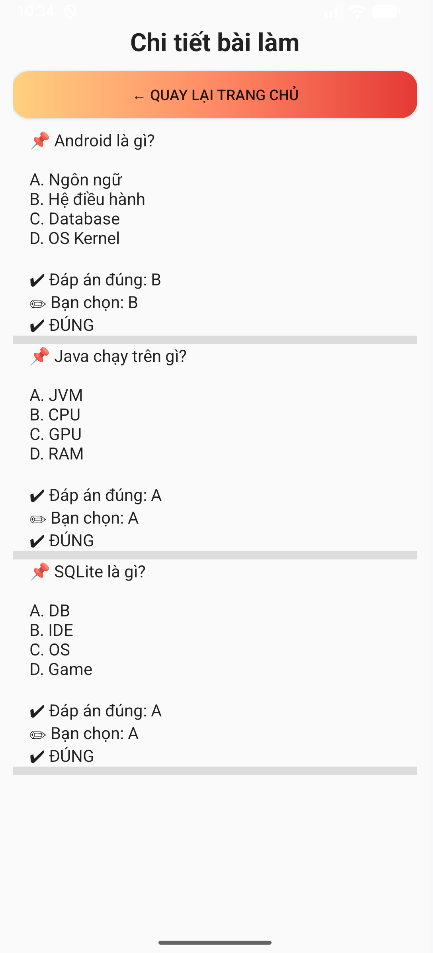 10:34
Chi tiết bài làm
← QUAY LẠI TRANG CHỦ
📌 Android là gì?
A. Ngôn ngữ
B. Hệ điều hành
C. Database
D. OS Kernel
✔ Đáp án đúng: B
✏ Bạn chọn: B
✔ ĐÚNG
📌 Java chạy trên gì?
A. JVM
B. CPU
C. GPU
D. RAM
✔ Đáp án đúng: A
✏ Bạn chọn: A
✔ ĐÚNG
📌 SQLite là gì?
A. DB
B. IDE
C. OS
D. Game
✔ Đáp án đúng: A
✏ Bạn chọn: A
✔ ĐÚNG